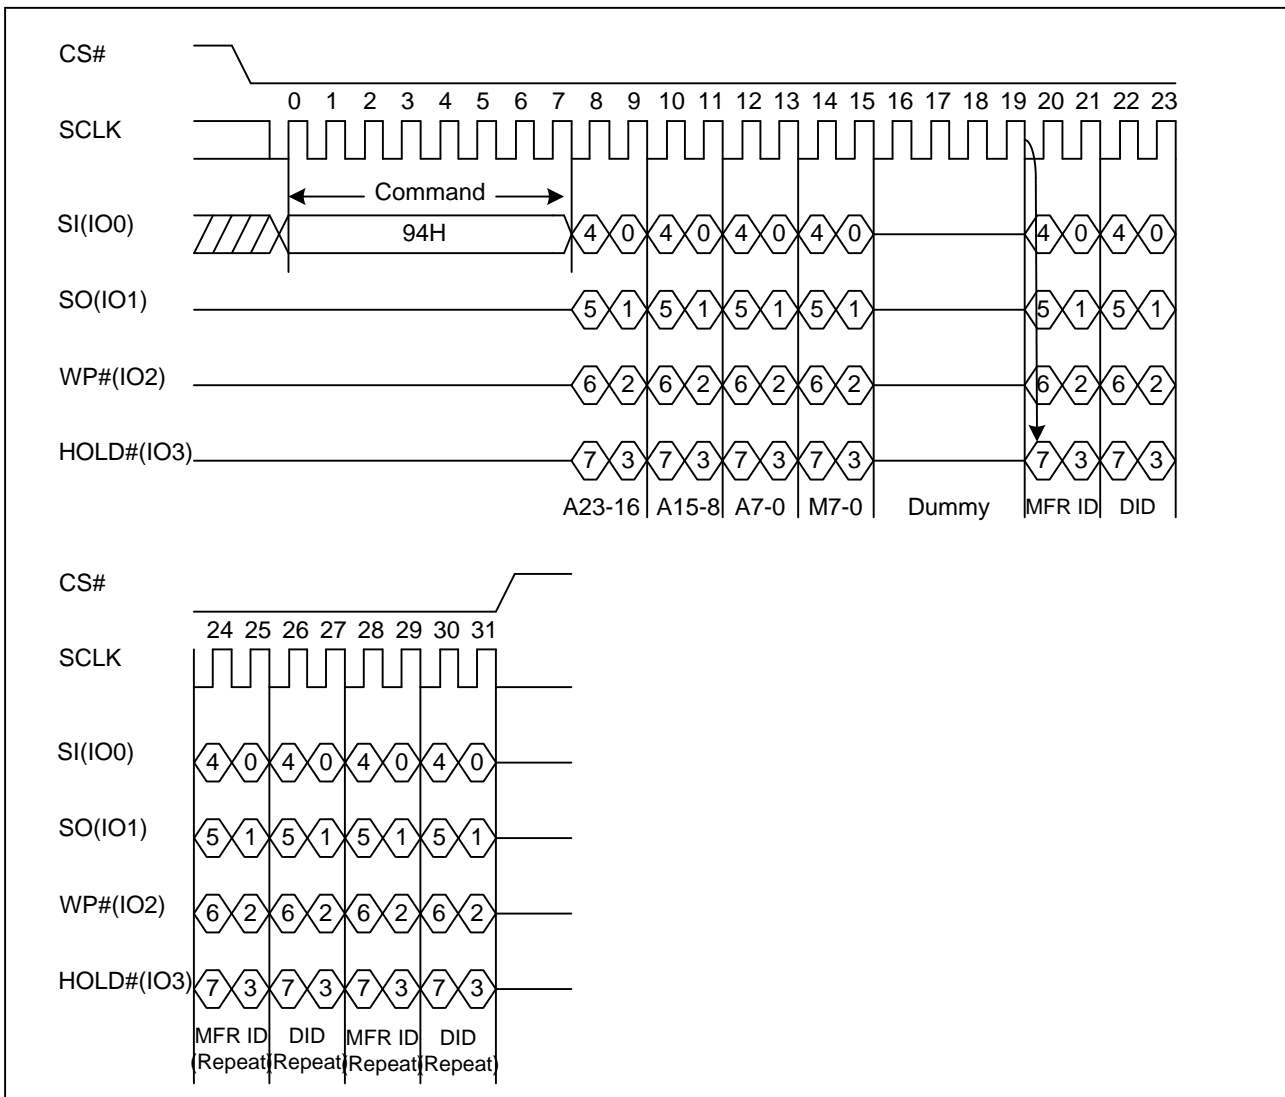 CS#
0 1 2 3 4 5 6 7 8 9 10 11 12 13 14 15 16 17 18 19 20 21 22 23
SCLK
Command
SI(IO0) 94H 4 0 4 0 4 0 4 0 4 0 4 0
SO(IO1) 5 1 5 1 5 1 5 1 5 1 5 1
WP#(IO2) 6 2 6 2 6 2 6 2 6 2 6 2
HOLD#(IO3) 7 3 7 3 7 3 7 3 7 3 7 3
A23-16 A15-8 A7-0 M7-0 Dummy MFR ID DID
CS#
24 25 26 27 28 29 30 31
SCLK
SI(IO0) 4 0 4 0 4 0 4 0
SO(IO1) 5 1 5 1 5 1 5 1
WP#(IO2) 6 2 6 2 6 2 6 2
HOLD#(IO3) 7 3 7 3 7 3 7 3
MFR ID DID MFR ID DID
(Repeat) (Repeat) (Repeat) (Repeat)